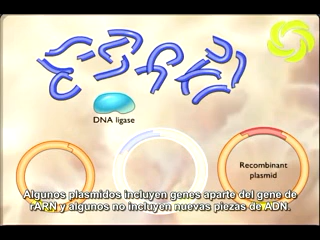 DNA ligase
Recombinant
plasmid
Algunos plásmidos incluyen genes aparte del gene de
rARN y algunos no incluyen nuevas piezas de ADN.